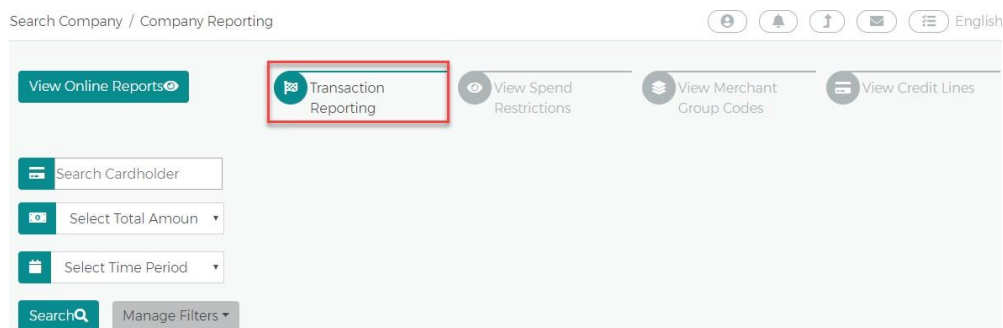 Search Company / Company Reporting
English
View Online Reports
Transaction
Reporting
View Spend
Restrictions
View Merchant
Group Codes
View Credit Lines
Search Cardholder
Select Total Amoun
Select Time Period
Search
Manage Filters